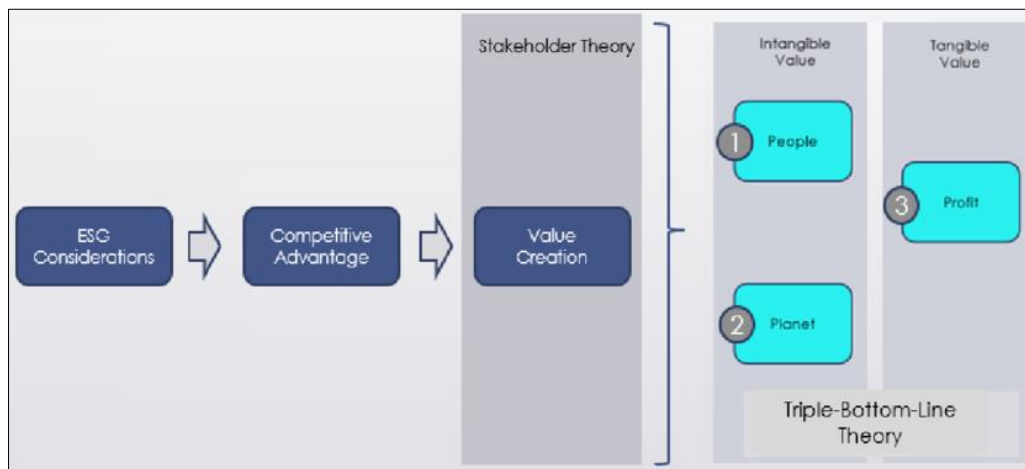 Stakeholder Theory
Intangible
Value
Tangible
Value
1
People
3
Profit
ESG
Considerations
Competitive
Advantage
Value
Creation
2
Planet
Triple-Bottom-Line
Theory